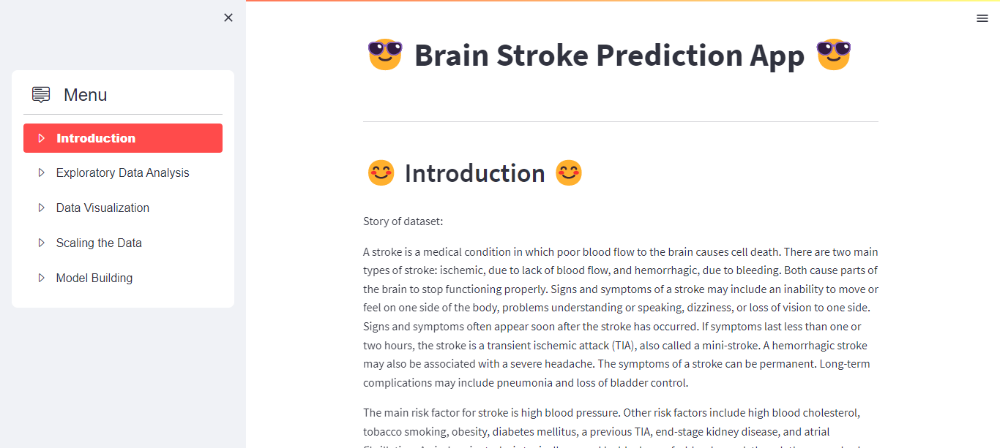 Menu
Introduction
Exploratory Data Analysis
Data Visualization
Scaling the Data
Model Building
Brain Stroke Prediction App
Introduction
Story of dataset:
A stroke is a medical condition in which poor blood flow to the brain causes cell death. There are two main
types of stroke: ischemic, due to lack of blood flow, and hemorrhagic, due to bleeding. Both cause parts of
the brain to stop functioning properly. Signs and symptoms of a stroke may include an inability to move or
feel on one side of the body, problems understanding or speaking, dizziness, or loss of vision to one side.
Signs and symptoms often appear soon after the stroke has occurred. If symptoms last less than one or
two hours, the stroke is a transient ischemic attack (TIA), also called a mini-stroke. A hemorrhagic stroke
may also be associated with a severe headache. The symptoms of a stroke can be permanent. Long-term
complications may include pneumonia and loss of bladder control.
The main risk factor for stroke is high blood pressure. Other risk factors include high blood cholesterol,
tobacco smoking, obesity, diabetes mellitus, a previous TIA, end-stage kidney disease, and atrial